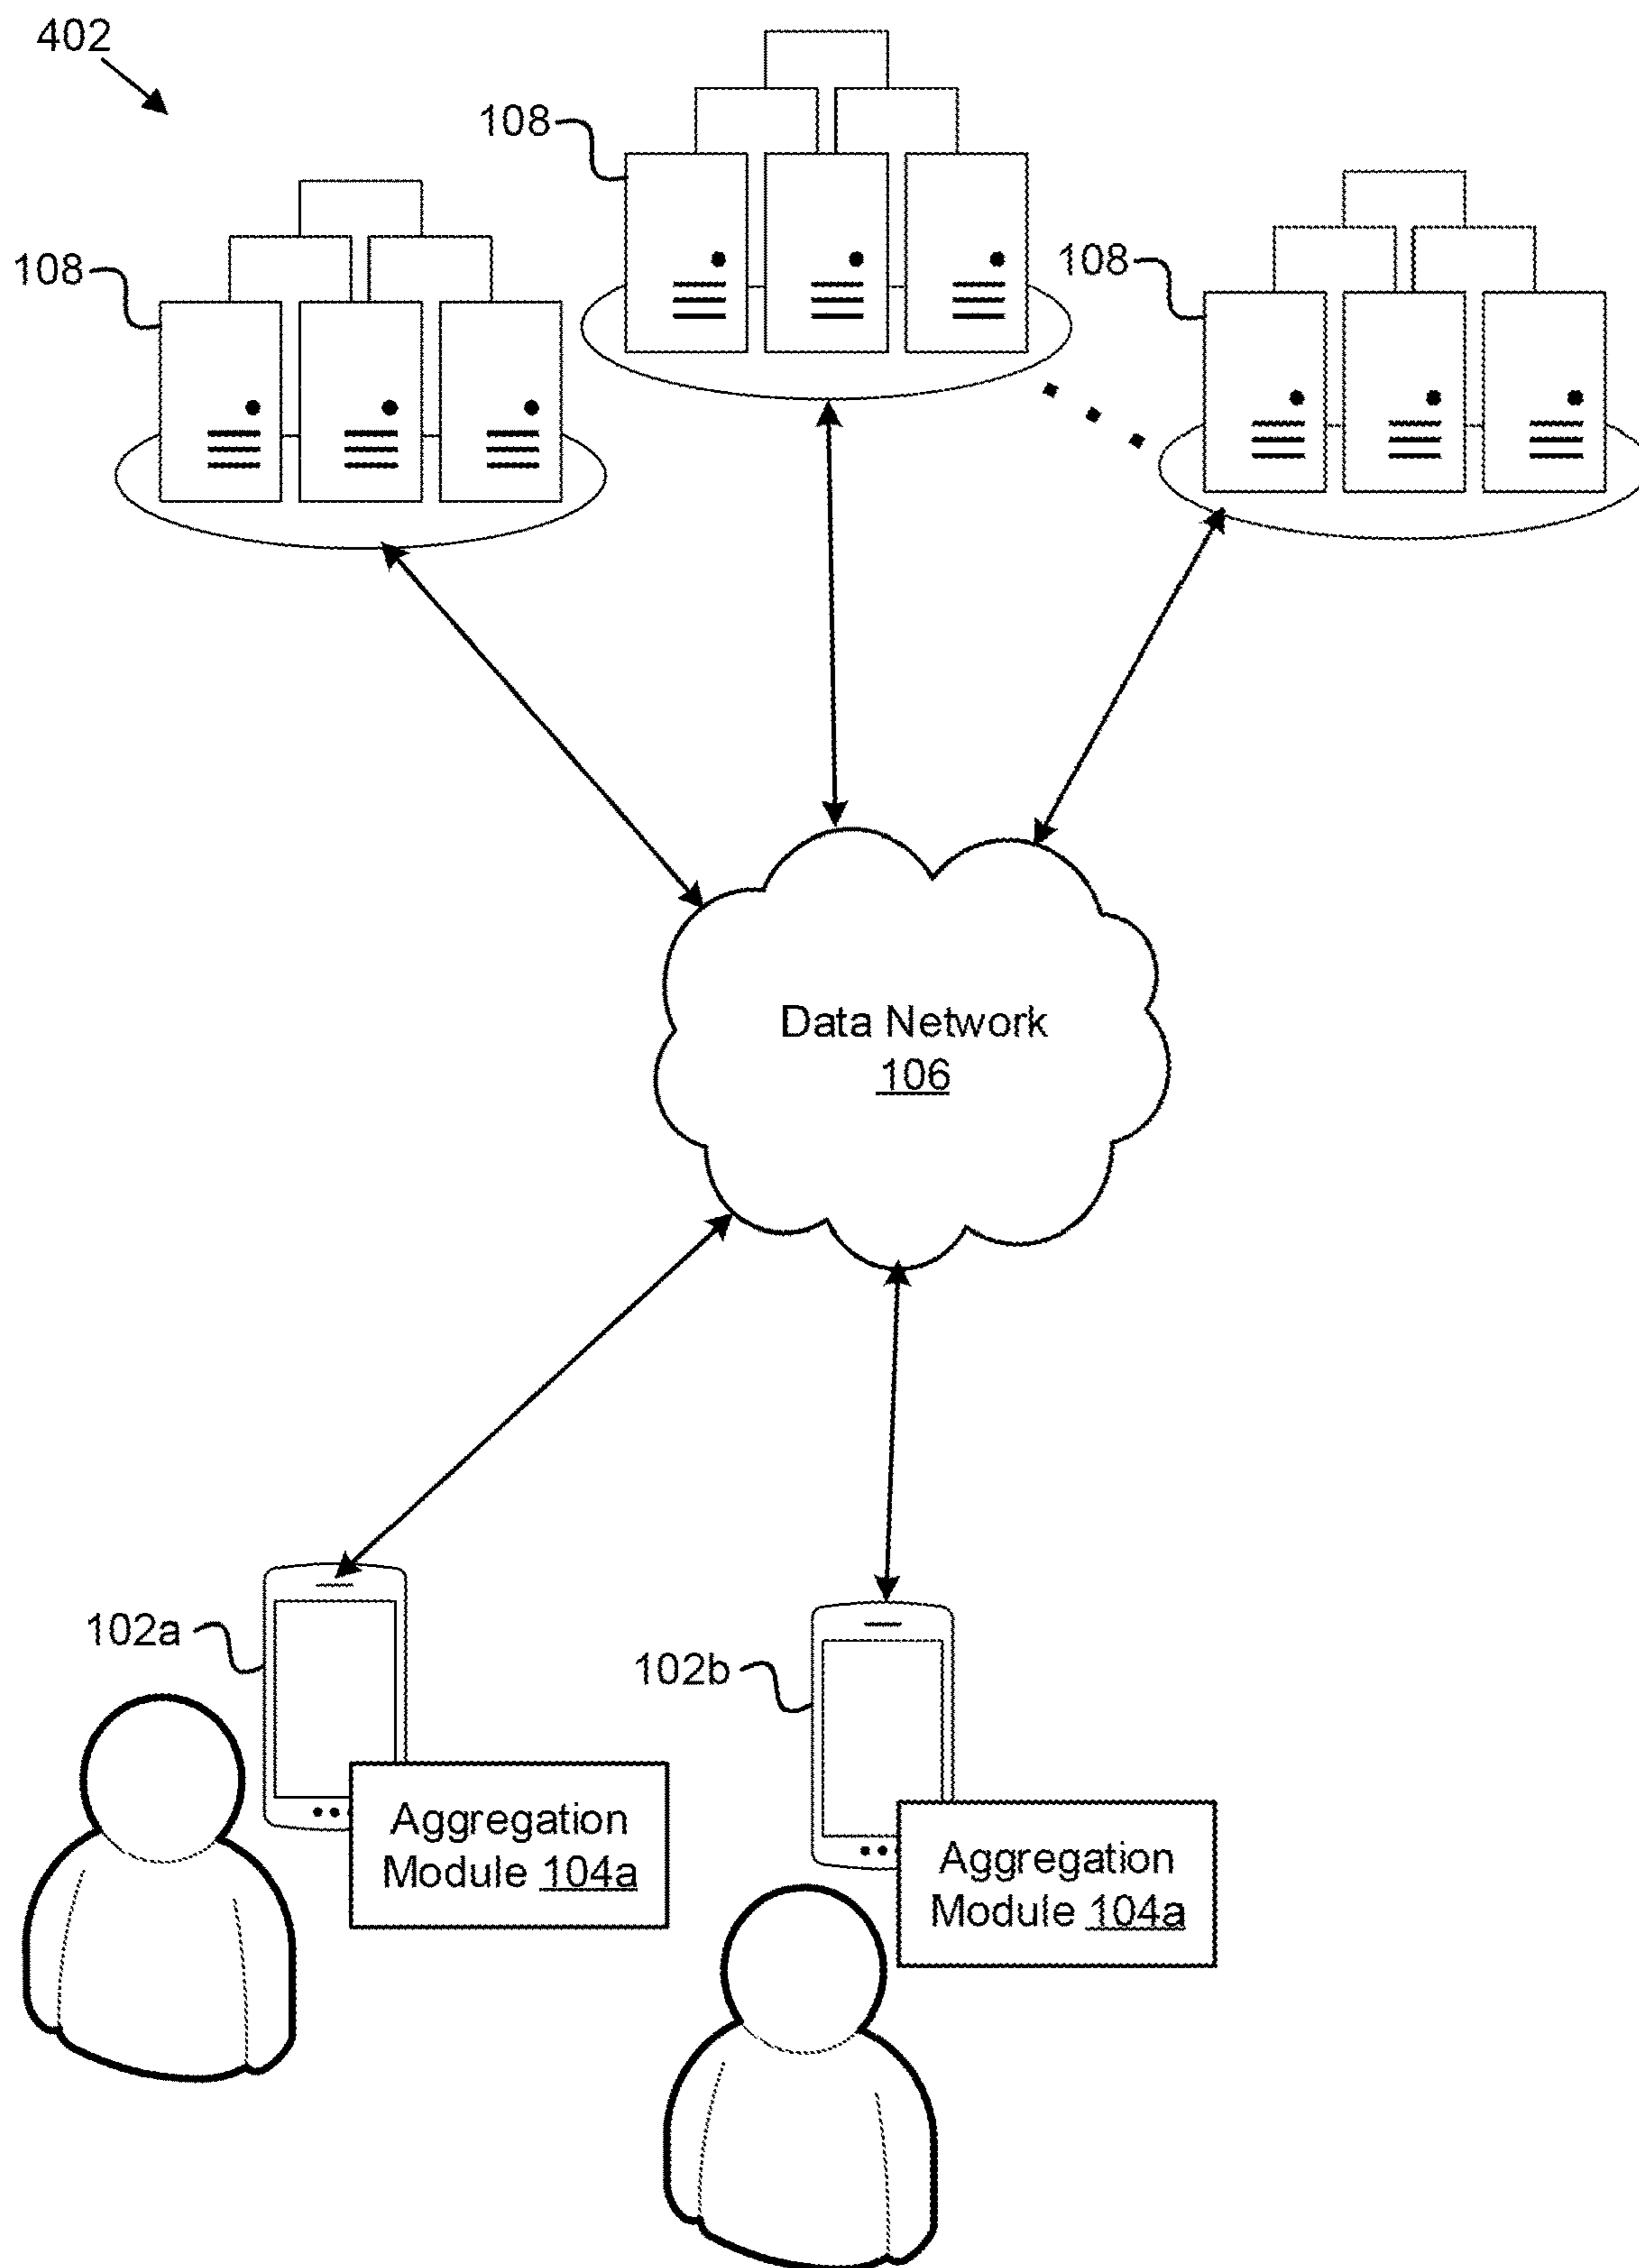 402
108
108
108
Data Network
106
102a
102b
Aggregation
Module 104a
Aggregation
Module 104a